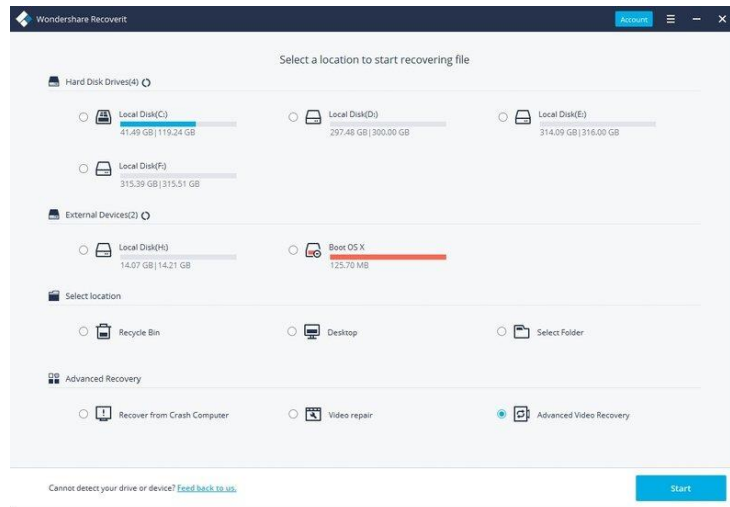 Wondershare Recoverit
Account
Select a location to start recovering file
Hard Disk Drives(4)
Local Disk(C:)
41.49 GB|119.24 GB
Local Disk(D:)
297.48 GB|300.00 GB
Local Disk(E:)
314.09 GB|316.00 GB
Local Disk(F:)
315.39 GB|315.51 GB
External Devices(2)
Local Disk(H:)
14.07 GB|14.21 GB
Boot OS X
125.70 MB
Select location
Recycle Bin
Desktop
Select Folder
Advanced Recovery
Recover from Crash Computer
Video repair
Advanced Video Recovery
Cannot detect your drive or device? Feed back to us.
Start